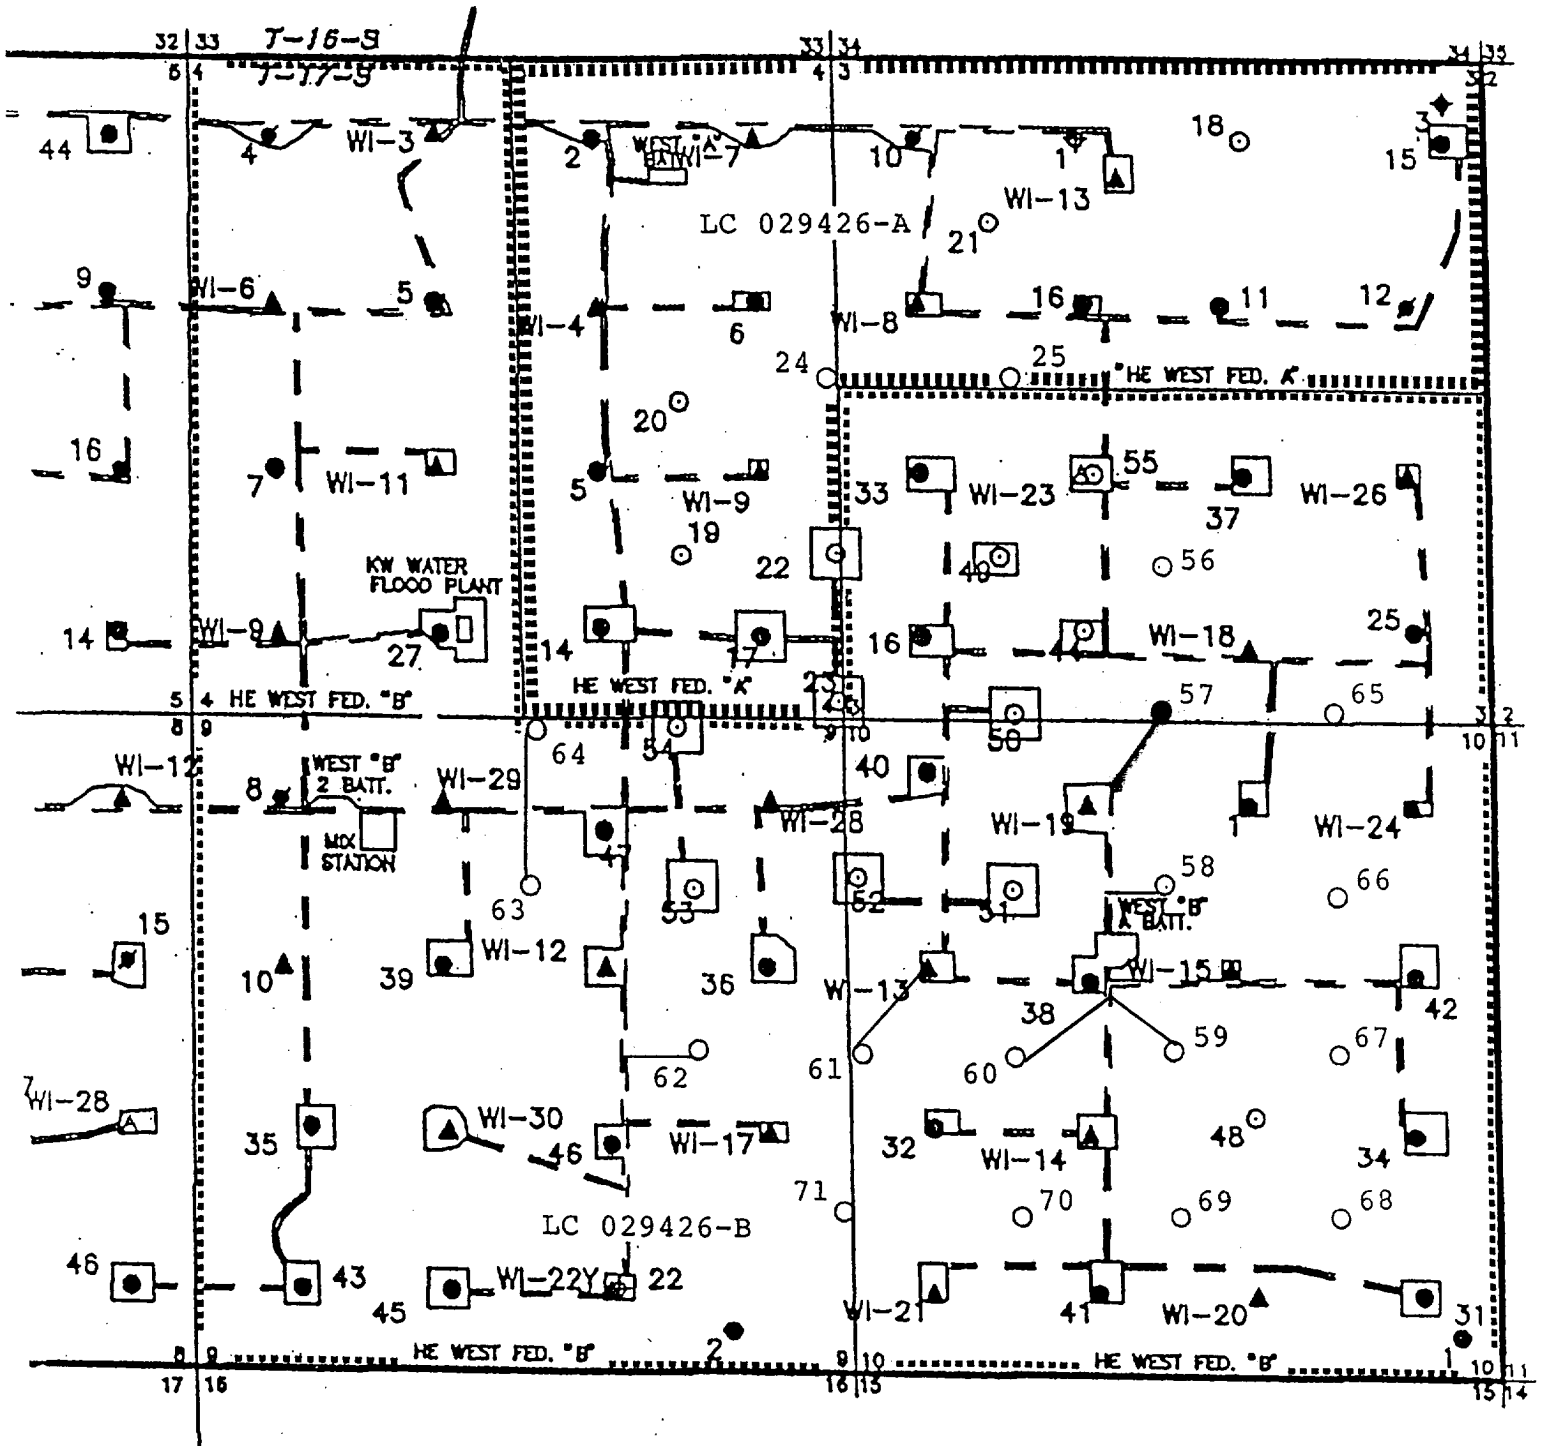 32 33 T-16-S 33 34 34 35
5 4 T-17-S 4 3 3 2
44 4 WI-3 2 WEST "A" BATT WI-7 10 1 18 3 15
WI-13
LC 029426-A 21
9 WI-6 5 WI-4 6 WI-8 16 11 12
24 25 "HE WEST FED. "A"
20
16 7 WI-11 5 WI-9 33 WI-23 55 37 WI-26
19 22 49 56
KW WATER
FLOOD PLANT
14 WI-9 27 14 17 16 44 WI-18 25
23 57 65
5 4 HE WEST FED. "B" HE WEST FED. "A" 4 3 3 2
8 9 9 10 10 11
64 54 50
WI-12 WEST "B" WI-29 40
8 2 BATT. WI-28 WI-19 1 WI-24
MIX
STATION
47
63 53 52 51 58 66
WEST "B"
A BATT.
15 10 39 WI-12 36 WI-13 38 WI-15 42
62 61 60 59 67
7
WI-28 35 WI-30 46 WI-17 32 WI-14 48 34
71 70 69 68
LC 029426-B
46 43 45 WI-22Y 22 WI-21 41 WI-20 31
2 1
8 9 HE WEST FED. "B" 9 10 HE WEST FED. "B" 10 11
17 16 16 15 15 14